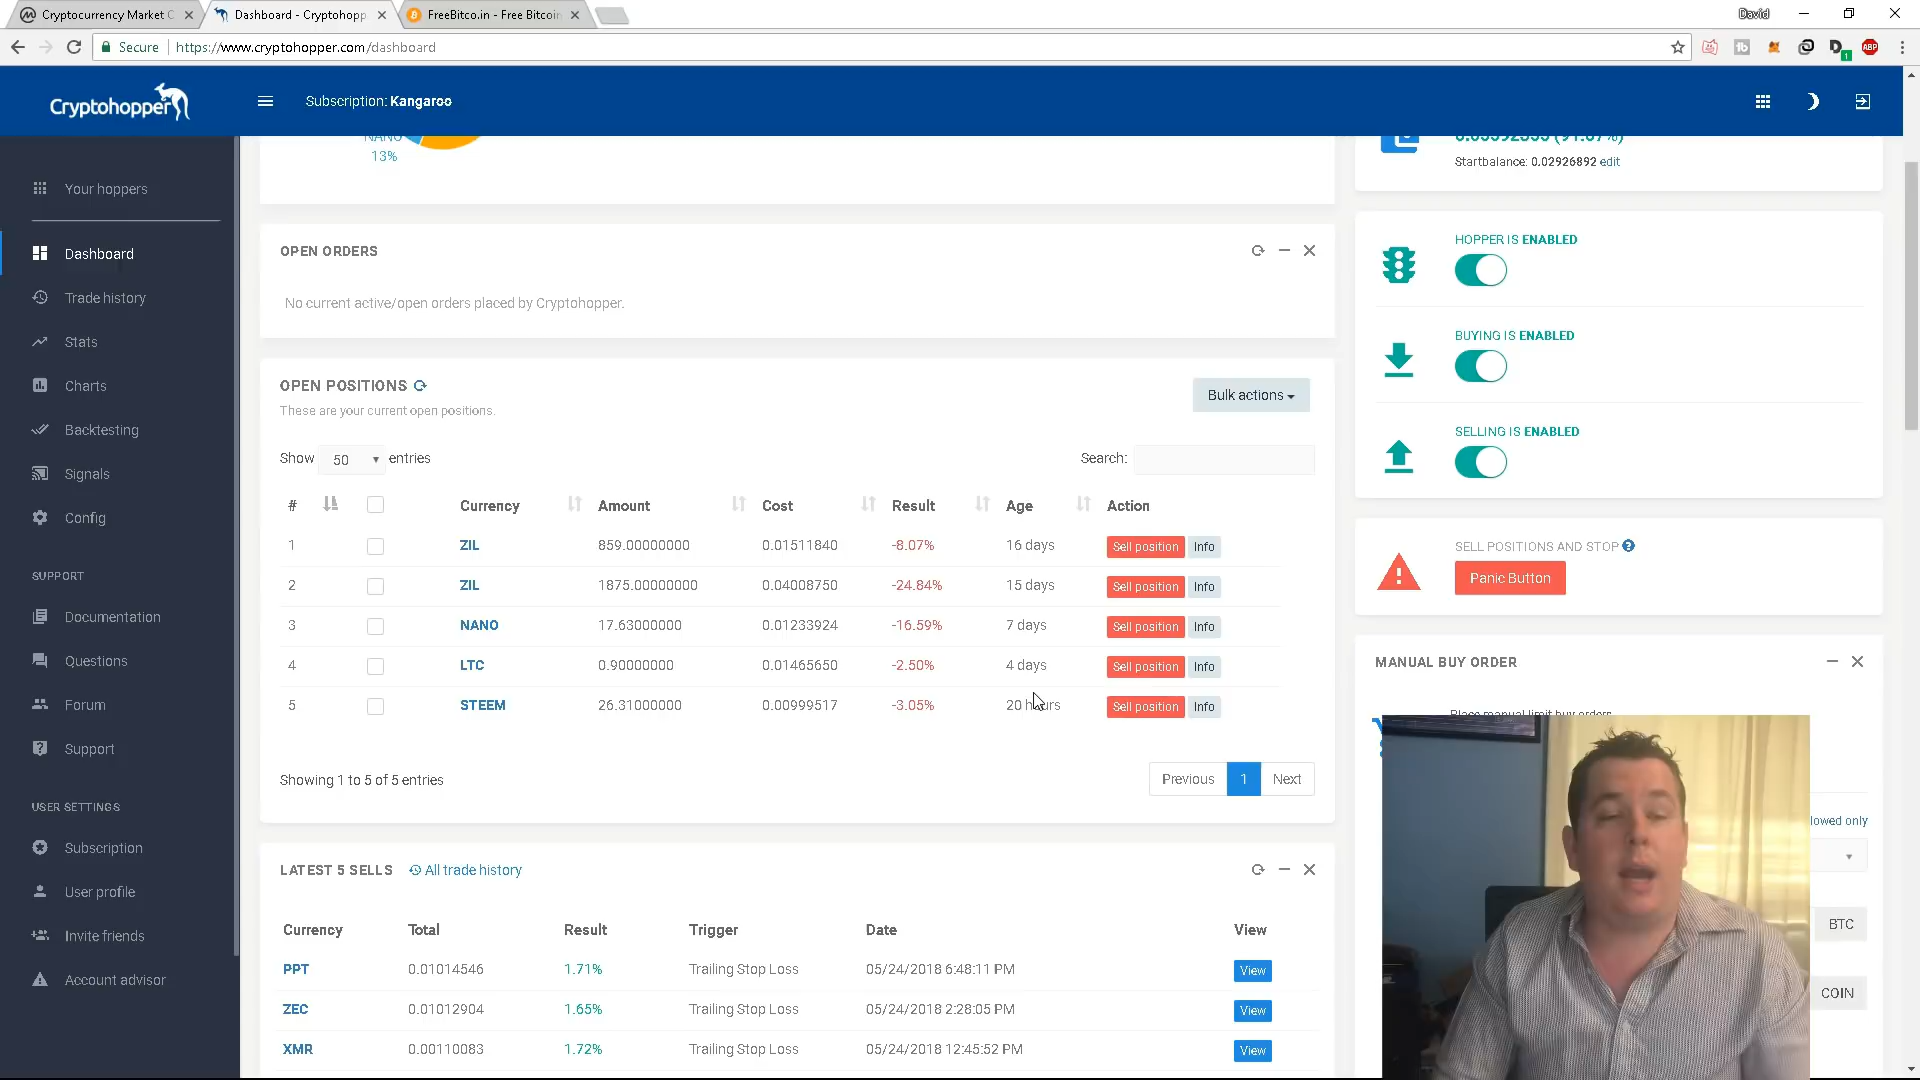 Cryptocurrency Market C
Dashboard - Cryptohopp
FreeBitco.in - Free Bitcoin
David
Secure
https://www.cryptohopper.com/dashboard
1
ABP
Cryptohopper
Subscription: Kangaroo
Your hoppers
Dashboard
Trade history
Stats
Charts
Backtesting
Signals
Config
SUPPORT
Documentation
Questions
Forum
Support
USER SETTINGS
Subscription
User profile
Invite friends
Account advisor
NANO
13%
OPEN ORDERS
No current active/open orders placed by Cryptohopper.
OPEN POSITIONS
These are your current open positions.
Bulk actions
Show 50 entries
Search:
# Currency Amount Cost Result Age Action
1 ZIL 859.00000000 0.01511840 -8.07% 16 days Sell position Info
2 ZIL 1875.00000000 0.04008750 -24.84% 15 days Sell position Info
3 NANO 17.63000000 0.01233924 -16.59% 7 days Sell position Info
4 LTC 0.90000000 0.01465650 -2.50% 4 days Sell position Info
5 STEEM 26.31000000 0.00999517 -3.05% 20 hours Sell position Info
Showing 1 to 5 of 5 entries
Previous 1 Next
LATEST 5 SELLS All trade history
Currency Total Result Trigger Date View
PPT 0.01014546 1.71% Trailing Stop Loss 05/24/2018 6:48:11 PM View
ZEC 0.01012904 1.65% Trailing Stop Loss 05/24/2018 2:28:05 PM View
XMR 0.00110083 1.72% Trailing Stop Loss 05/24/2018 12:45:52 PM View
Startbalance: 0.02926892 edit
HOPPER IS ENABLED
BUYING IS ENABLED
SELLING IS ENABLED
SELL POSITIONS AND STOP
Panic Button
MANUAL BUY ORDER
Place manual limit buy orders
lowed only
BTC
COIN